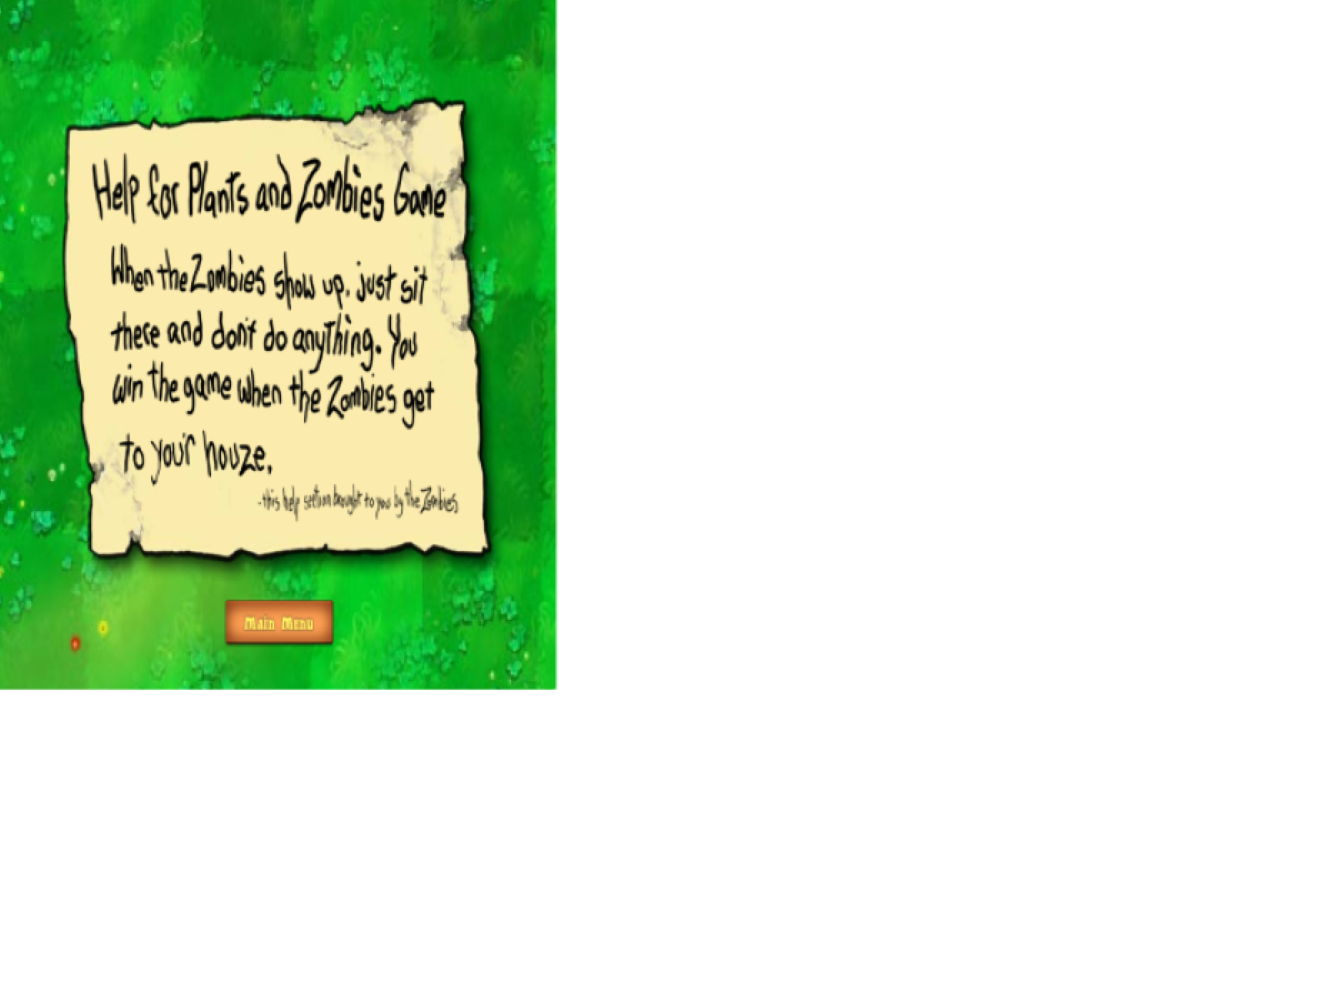 Help for Plants and Zombies Game
When the Zombies show up, just sit
there and don't do anything. You
win the game when the Zombies get
to your houze.
-this help section brought to you by the Zombies
Main Menu